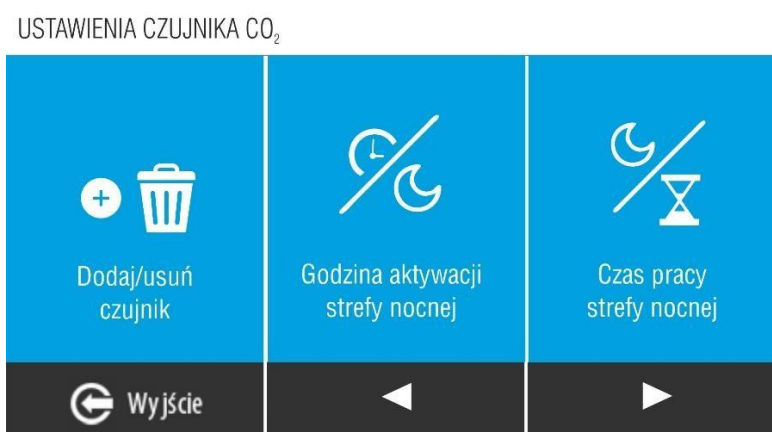 USTAWIENIA CZUJNIKA CO₂
Dodaj/usuń
czujnik
Godzina aktywacji
strefy nocnej
Czas pracy
strefy nocnej
Wyjście